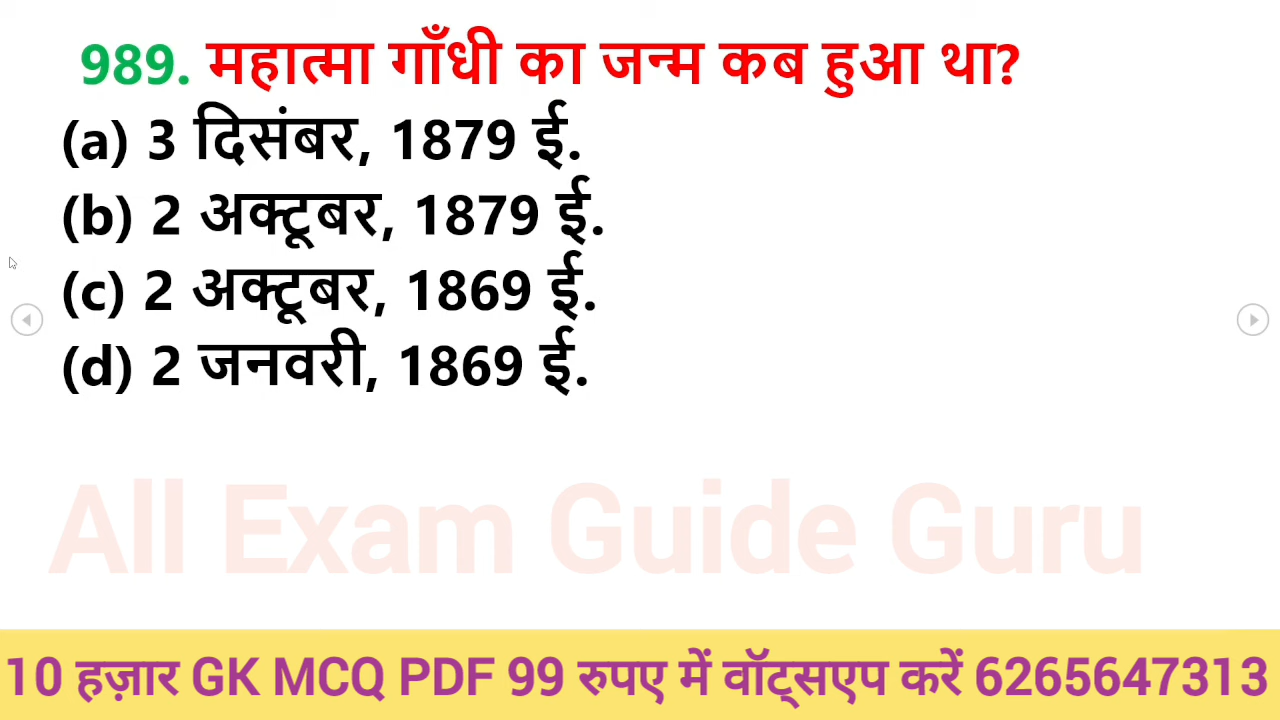 989. महात्मा गाँधी का जन्म कब हुआ था?
(a) 3 दिसंबर, 1879 ई.
(b) 2 अक्टूबर, 1879 ई.
(c) 2 अक्टूबर, 1869 ई.
(d) 2 जनवरी, 1869 ई.
All Exam Guide Guru
10 हज़ार GK MCQ PDF 99 रुपए में वॉट्सएप करें 6265647313